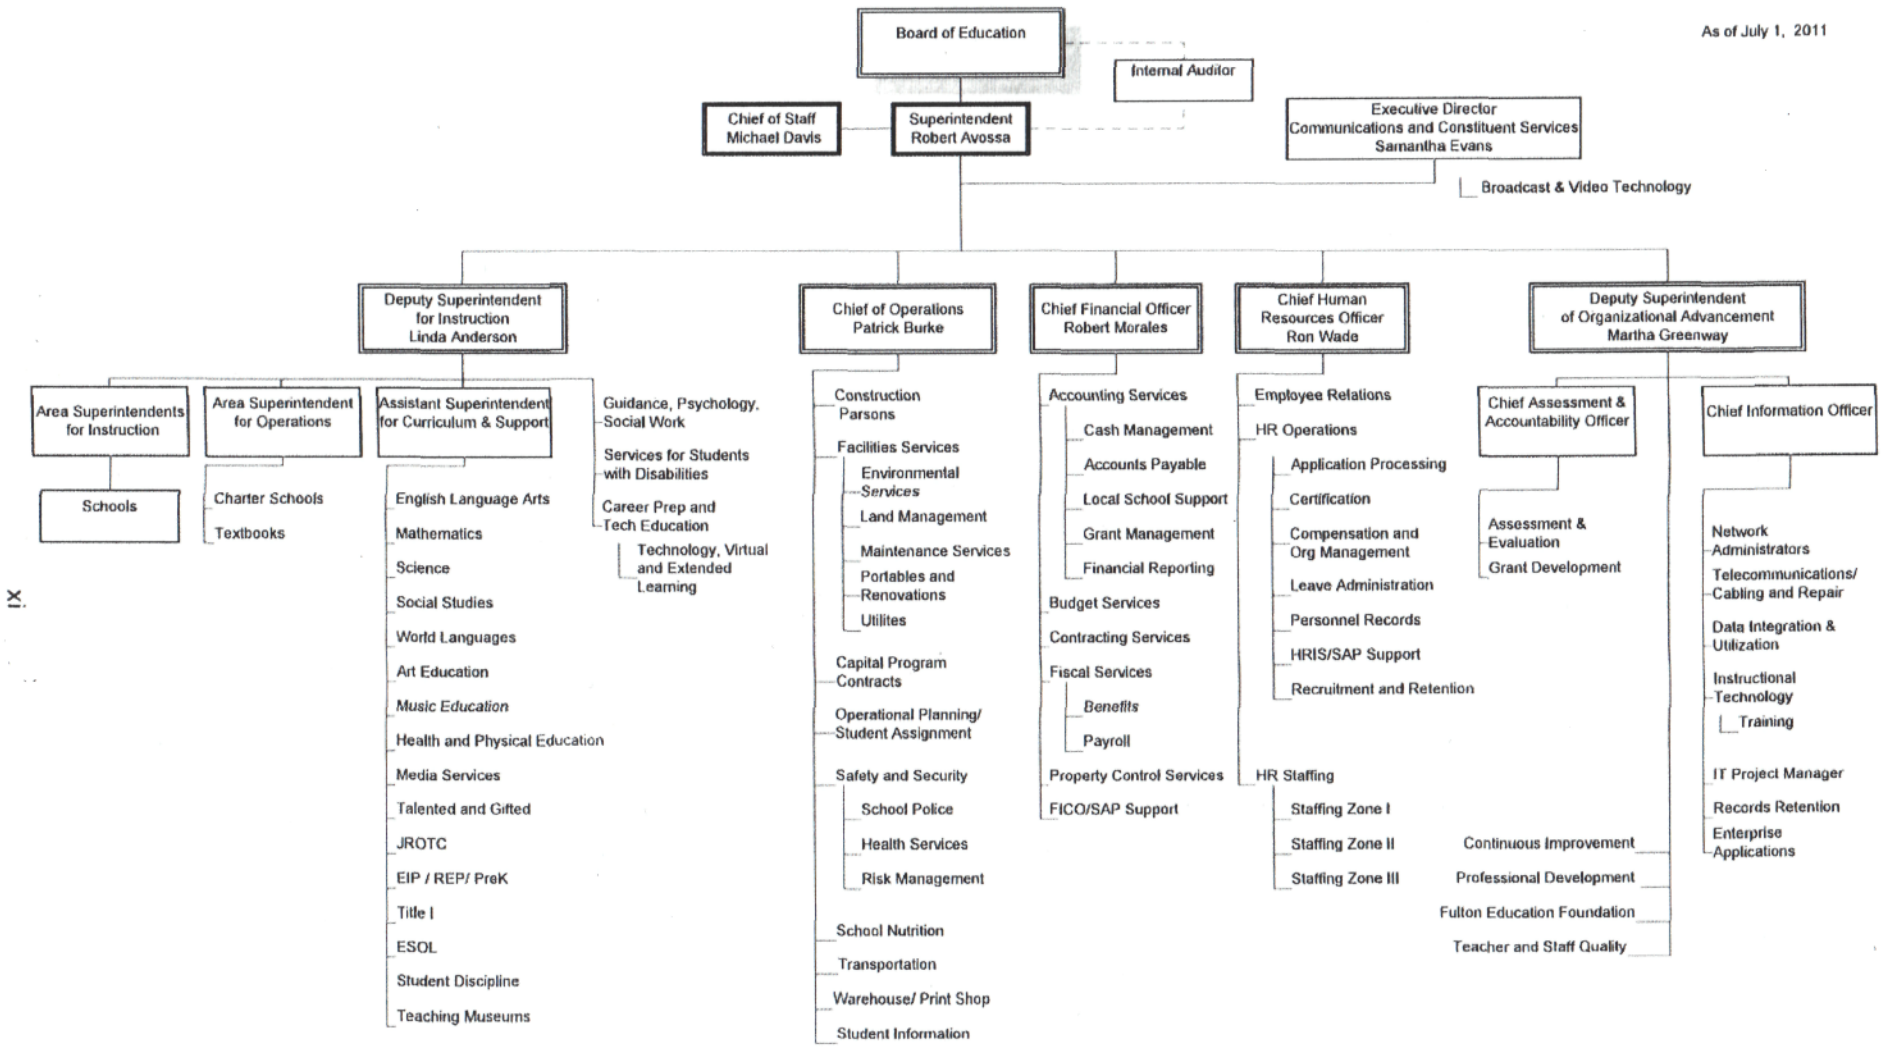 As of July 1, 2011
Board of Education
Internal Auditor
Chief of Staff
Michael Davis
Superintendent
Robert Avossa
Executive Director
Communications and Constituent Services
Samantha Evans
Broadcast & Video Technology
Deputy Superintendent
for Instruction
Linda Anderson
Area Superintendents
for Instruction
Schools
Area Superintendent
for Operations
Charter Schools
Textbooks
Assistant Superintendent
for Curriculum & Support
English Language Arts
Mathematics
Science
Social Studies
World Languages
Art Education
Music Education
Health and Physical Education
Media Services
Talented and Gifted
JROTC
EIP / REP/ PreK
Title I
ESOL
Student Discipline
Teaching Museums
Guidance, Psychology,
Social Work
Services for Students
with Disabilities
Career Prep and
Tech Education
Technology, Virtual
and Extended
Learning
Chief of Operations
Patrick Burke
Construction
Parsons
Facilities Services
Environmental
Services
Land Management
Maintenance Services
Portables and
Renovations
Utilites
Capital Program
Contracts
Operational Planning/
Student Assignment
Safety and Security
School Police
Health Services
Risk Management
School Nutrition
Transportation
Warehouse/ Print Shop
Student Information
Chief Financial Officer
Robert Morales
Accounting Services
Cash Management
Accounts Payable
Local School Support
Grant Management
Financial Reporting
Budget Services
Contracting Services
Fiscal Services
Benefits
Payroll
Property Control Services
FICO/SAP Support
Chief Human
Resources Officer
Ron Wade
Employee Relations
HR Operations
Application Processing
Certification
Compensation and
Org Management
Leave Administration
Personnel Records
HRIS/SAP Support
Recruitment and Retention
HR Staffing
Staffing Zone I
Staffing Zone II
Staffing Zone III
Deputy Superintendent
of Organizational Advancement
Martha Greenway
Chief Assessment &
Accountability Officer
Assessment &
Evaluation
Grant Development
Chief Information Officer
Network
Administrators
Telecommunications/
Cabling and Repair
Data Integration &
Utilization
Instructional
Technology
Training
IT Project Manager
Records Retention
Enterprise
Applications
Continuous Improvement
Professional Development
Fulton Education Foundation
Teacher and Staff Quality
xi